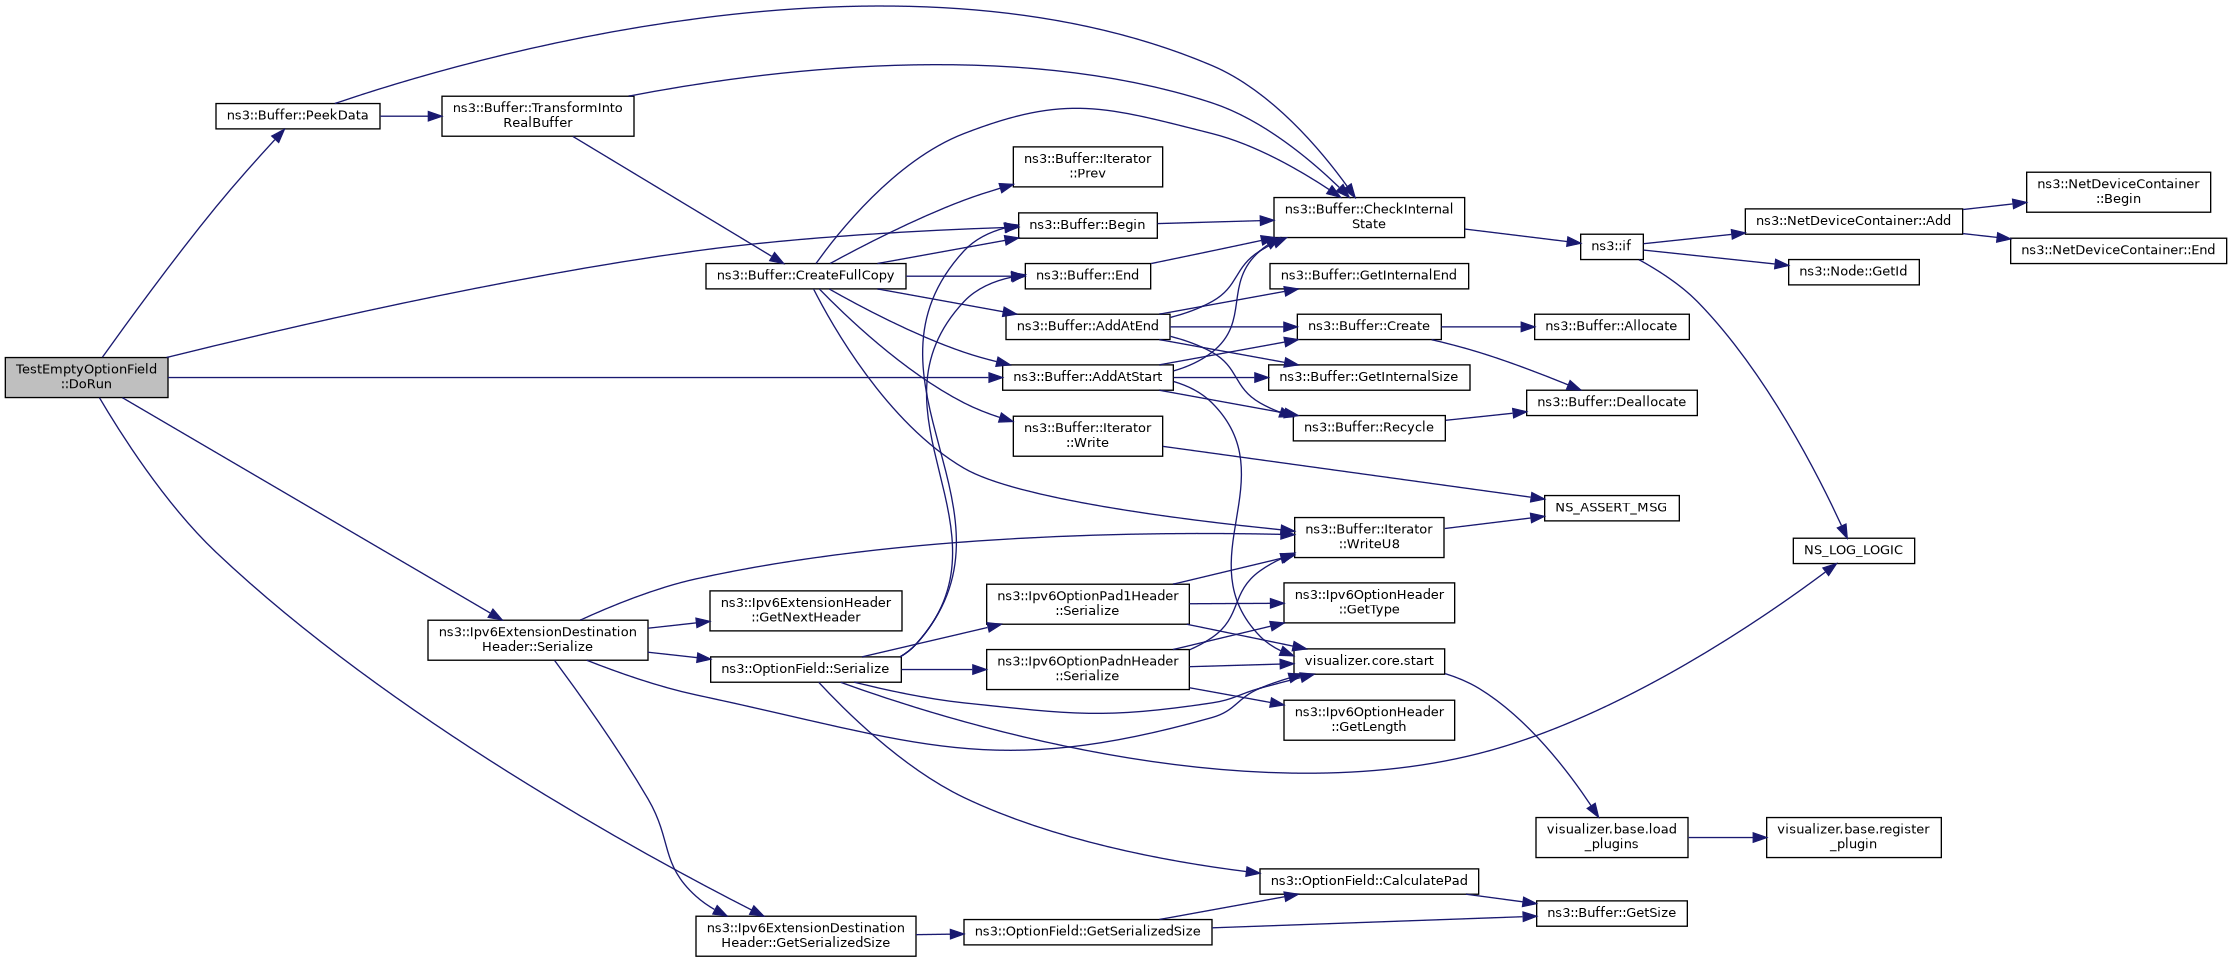 TestEmptyOptionField
::DoRun
ns3::Buffer::PeekData
ns3::Buffer::TransformInto
RealBuffer
ns3::Buffer::CreateFullCopy
ns3::Buffer::Iterator
::Prev
ns3::Buffer::Begin
ns3::Buffer::End
ns3::Buffer::AddAtEnd
ns3::Buffer::AddAtStart
ns3::Buffer::Iterator
::Write
ns3::Buffer::CheckInternal
State
ns3::Buffer::GetInternalEnd
ns3::Buffer::Create
ns3::Buffer::GetInternalSize
ns3::Buffer::Recycle
ns3::Buffer::Iterator
::WriteU8
ns3::if
ns3::Buffer::Allocate
ns3::Buffer::Deallocate
NS_ASSERT_MSG
ns3::NetDeviceContainer::Add
ns3::Node::GetId
ns3::NetDeviceContainer
::Begin
ns3::NetDeviceContainer::End
NS_LOG_LOGIC
ns3::Ipv6ExtensionDestination
Header::Serialize
ns3::Ipv6ExtensionHeader
::GetNextHeader
ns3::OptionField::Serialize
ns3::Ipv6OptionPad1Header
::Serialize
ns3::Ipv6OptionPadnHeader
::Serialize
ns3::Ipv6OptionHeader
::GetType
visualizer.core.start
ns3::Ipv6OptionHeader
::GetLength
visualizer.base.load
_plugins
visualizer.base.register
_plugin
ns3::Ipv6ExtensionDestination
Header::GetSerializedSize
ns3::OptionField::GetSerializedSize
ns3::OptionField::CalculatePad
ns3::Buffer::GetSize